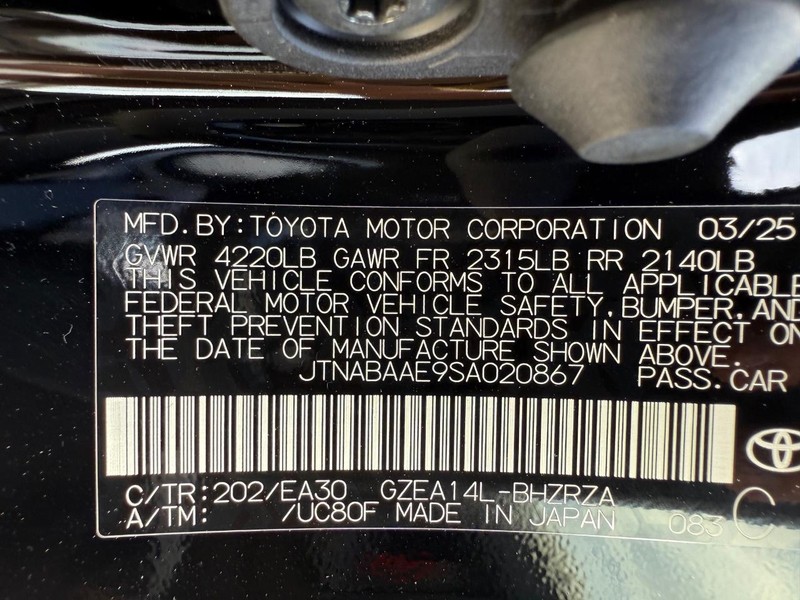 MFD.BY:TOYOTA MOTOR CORPORATION 03/25
GVWR 4220LB GAWR FR 2315LB RR 2140LB
THIS VEHICLE CONFORMS TO ALL APPLICABLE
FEDERAL MOTOR VEHICLE SAFETY,BUMPER,AND
THEFT PREVENTION STANDARDS IN EFFECT ON
THE DATE OF MANUFACTURE SHOWN ABOVE.
JTNABAAE9SA020867 PASS.CAR
C/TR:202/EA30 GZEA14L-BHZRZA
A/TM: /UC80F MADE IN JAPAN 083 C